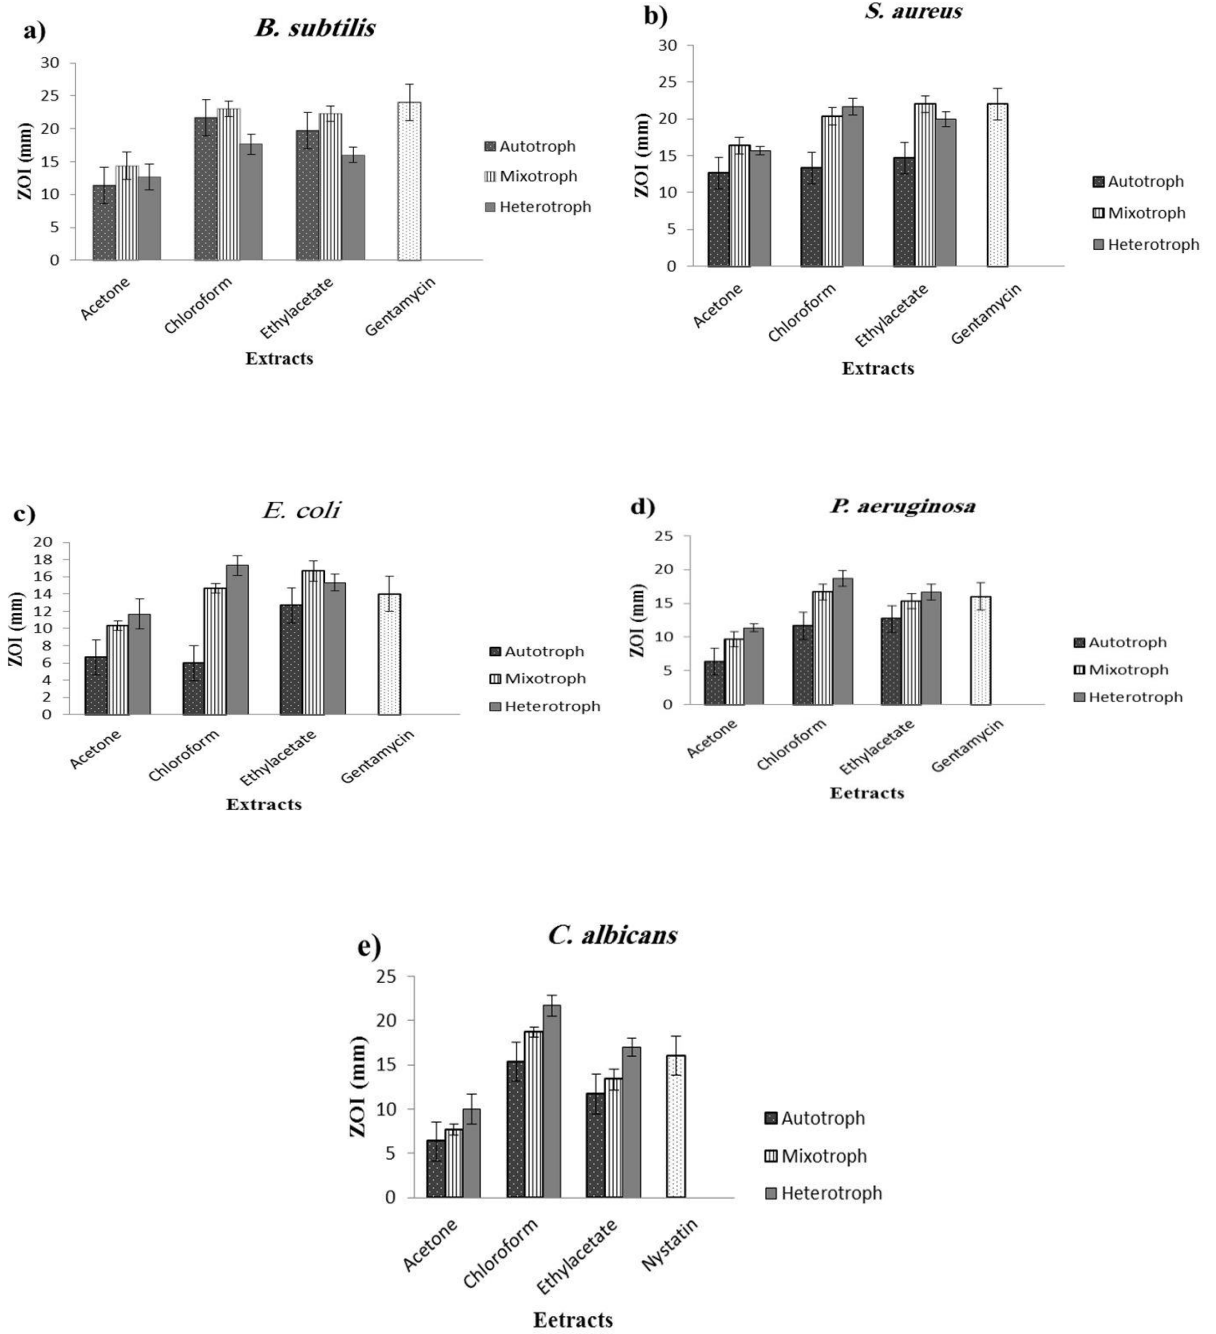 a)
B. subtilis
30
25
20
15
10
5
0
ZOI (mm)
Acetone
Chloroform
Ethylacetate
Gentamycin
Extracts
Autotroph
Mixotroph
Heterotroph
b)
S. aureus
30
25
20
15
10
5
0
ZOI (mm)
Acetone
Chloroform
Ethylacetate
Gentamycin
Extracts
Autotroph
Mixotroph
Heterotroph
c)
E. coli
20
18
16
14
12
10
8
6
4
2
0
ZOI (mm)
Acetone
Chloroform
Ethylacetate
Gentamycin
Extracts
Autotroph
Mixotroph
Heterotroph
d)
P. aeruginosa
25
20
15
10
5
0
ZOI (mm)
Acetone
Chloroform
Ethylacetate
Gentamycin
Eetracts
Autotroph
Mixotroph
Heterotroph
e)
C. albicans
25
20
15
10
5
0
ZOI (mm)
Acetone
Chloroform
Ethylacetate
Nystatin
Eetracts
Autotroph
Mixotroph
Heterotroph